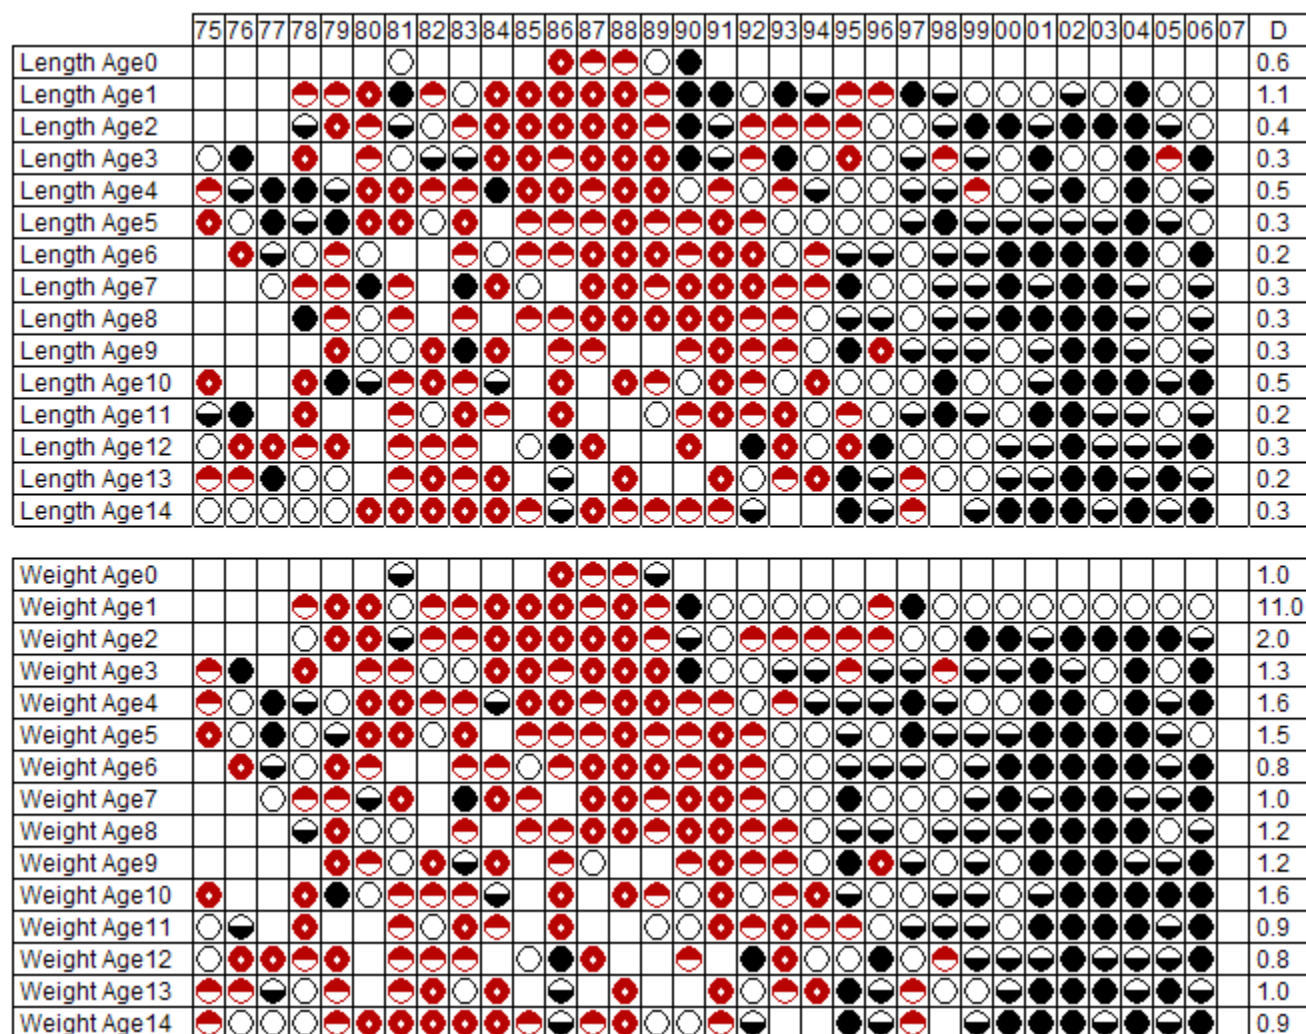 75 76 77 78 79 80 81 82 83 84 85 86 87 88 89 90 91 92 93 94 95 96 97 98 99 00 01 02 03 04 05 06 07 D
Length Age0 0.6
Length Age1 1.1
Length Age2 0.4
Length Age3 0.3
Length Age4 0.5
Length Age5 0.3
Length Age6 0.2
Length Age7 0.3
Length Age8 0.3
Length Age9 0.3
Length Age10 0.5
Length Age11 0.2
Length Age12 0.3
Length Age13 0.2
Length Age14 0.3
Weight Age0 1.0
Weight Age1 11.0
Weight Age2 2.0
Weight Age3 1.3
Weight Age4 1.6
Weight Age5 1.5
Weight Age6 0.8
Weight Age7 1.0
Weight Age8 1.2
Weight Age9 1.2
Weight Age10 1.6
Weight Age11 0.9
Weight Age12 0.8
Weight Age13 1.0
Weight Age14 0.9